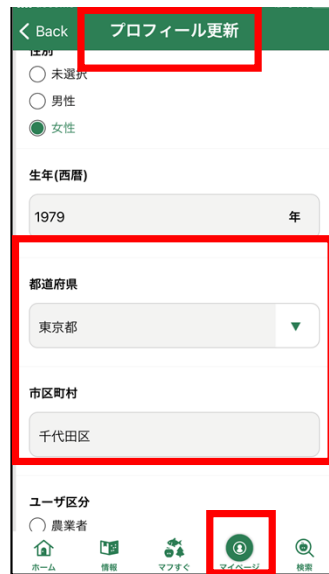 Back プロフィール更新
性別
未選択
男性
女性
生年(西暦)
1979 年
都道府県
東京都
市区町村
千代田区
ユーザ区分
農業者
ホーム 情報 マフすぐ マイページ 検索